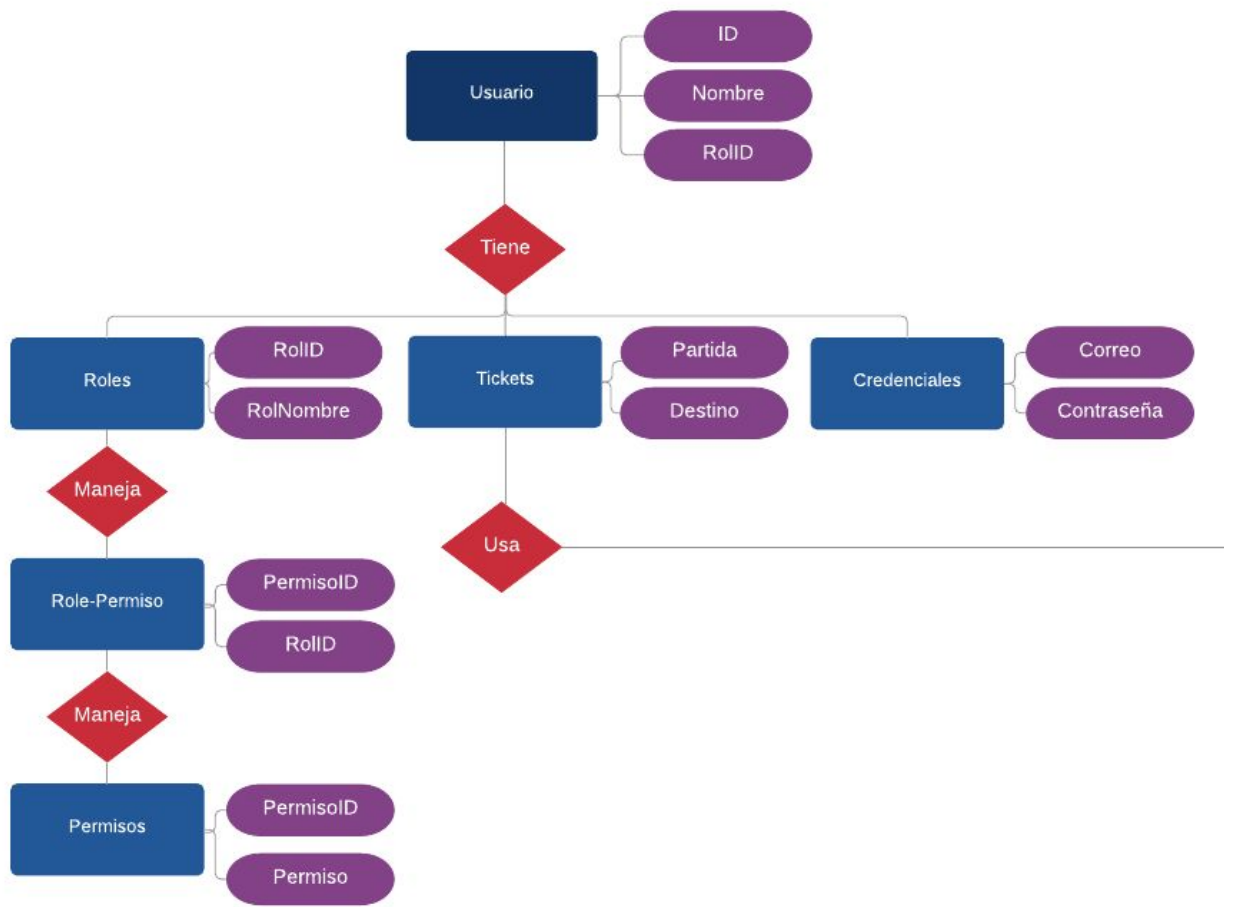 ID
Usuario
Nombre
RolID
Tiene
Roles
RolID
RolNombre
Tickets
Partida
Destino
Credenciales
Correo
Contraseña
Maneja
Usa
Role-Permiso
PermisoID
RolID
Maneja
Permisos
PermisoID
Permiso